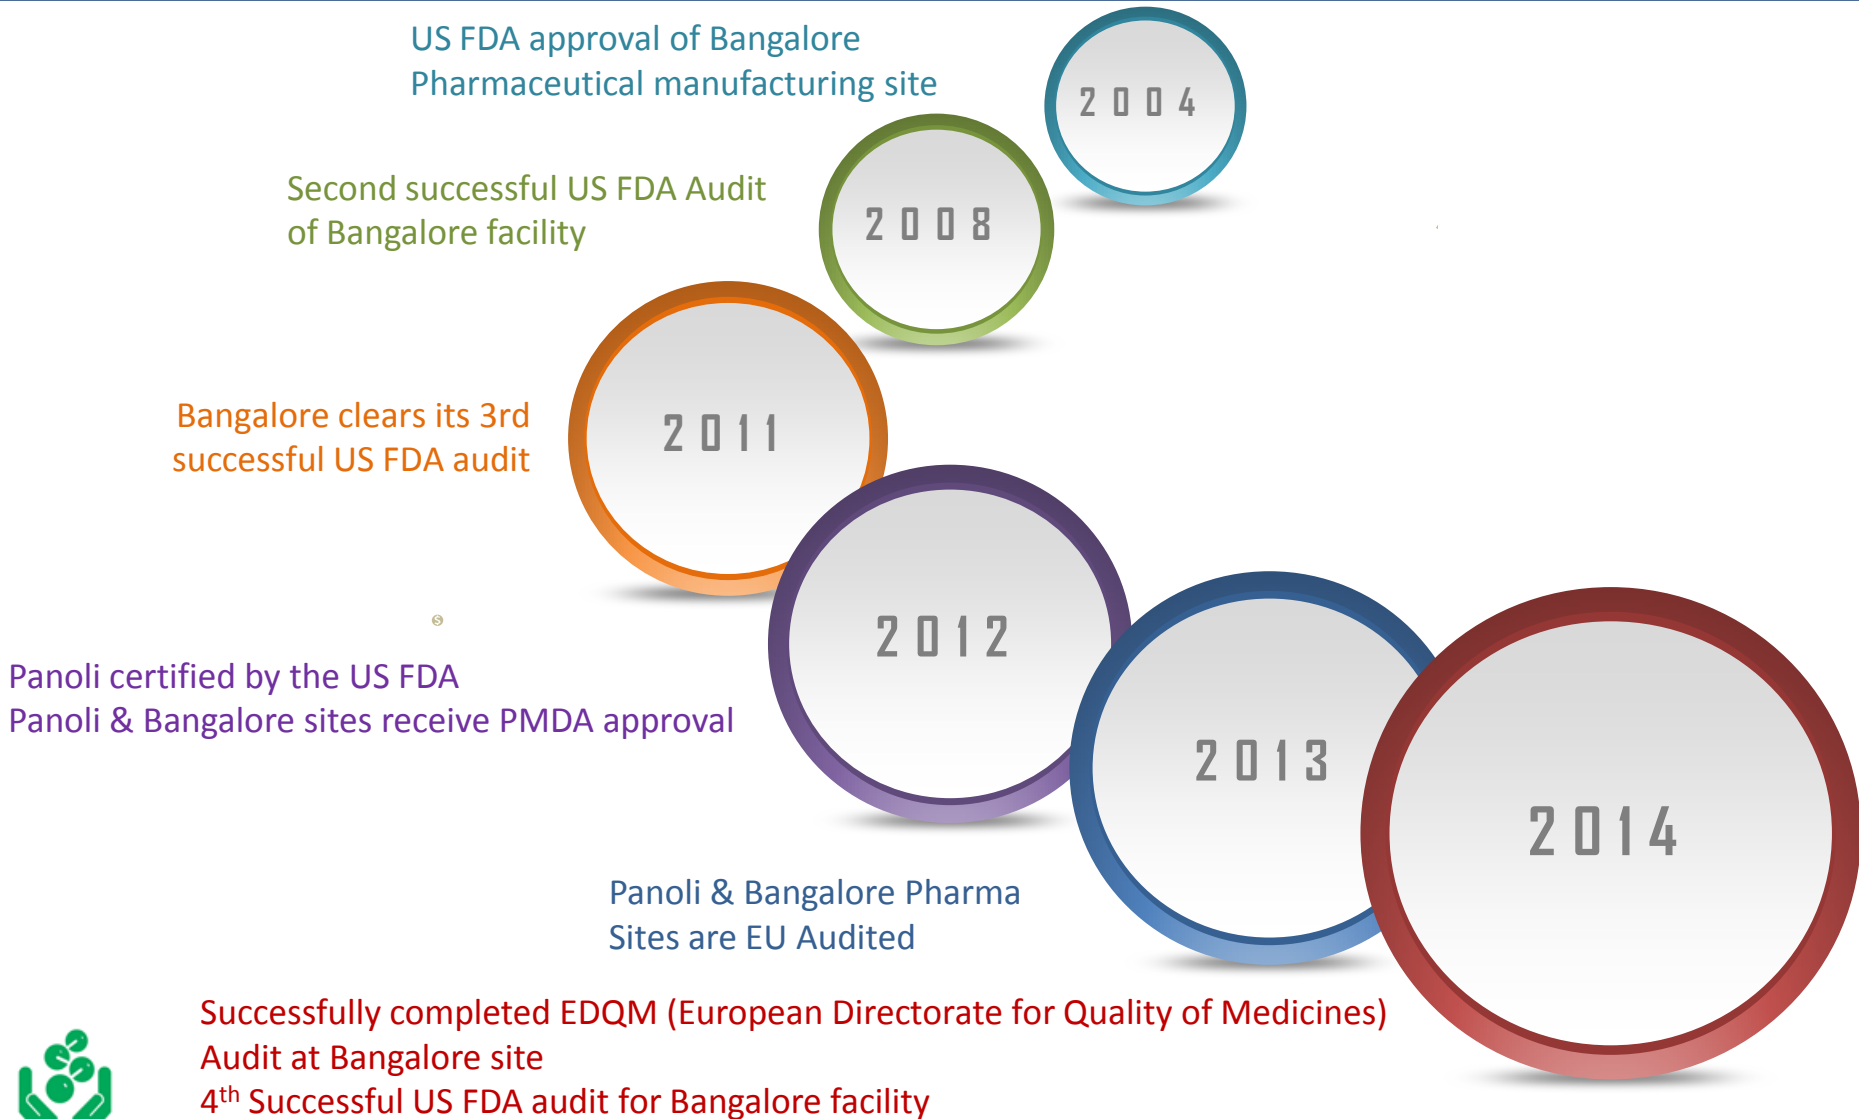 US FDA approval of Bangalore
Pharmaceutical manufacturing site
2004
Second successful US FDA Audit
of Bangalore facility
2008
Bangalore clears its 3rd
successful US FDA audit
2011
S
2012
Panoli certified by the US FDA
Panoli & Bangalore sites receive PMDA approval
2013
2014
Panoli & Bangalore Pharma
Sites are EU Audited
Successfully completed EDQM (European Directorate for Quality of Medicines)
Audit at Bangalore site
4th Successful US FDA audit for Bangalore facility